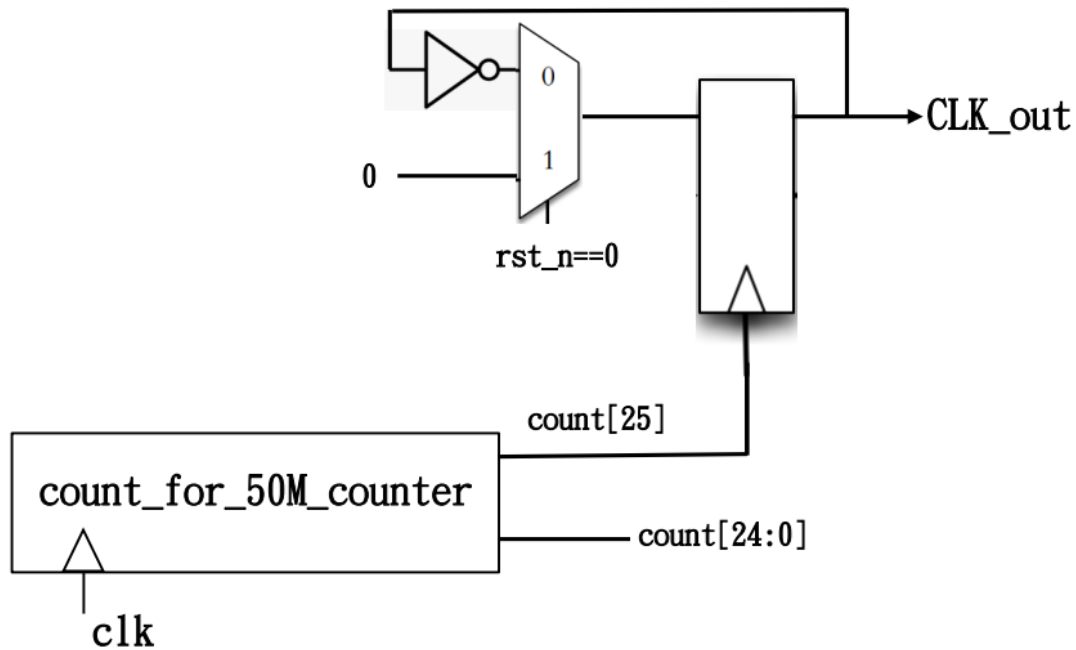 0
CLK_out
1
0
rst_n==0
count[25]
count_for_50M_counter
count[24:0]
clk